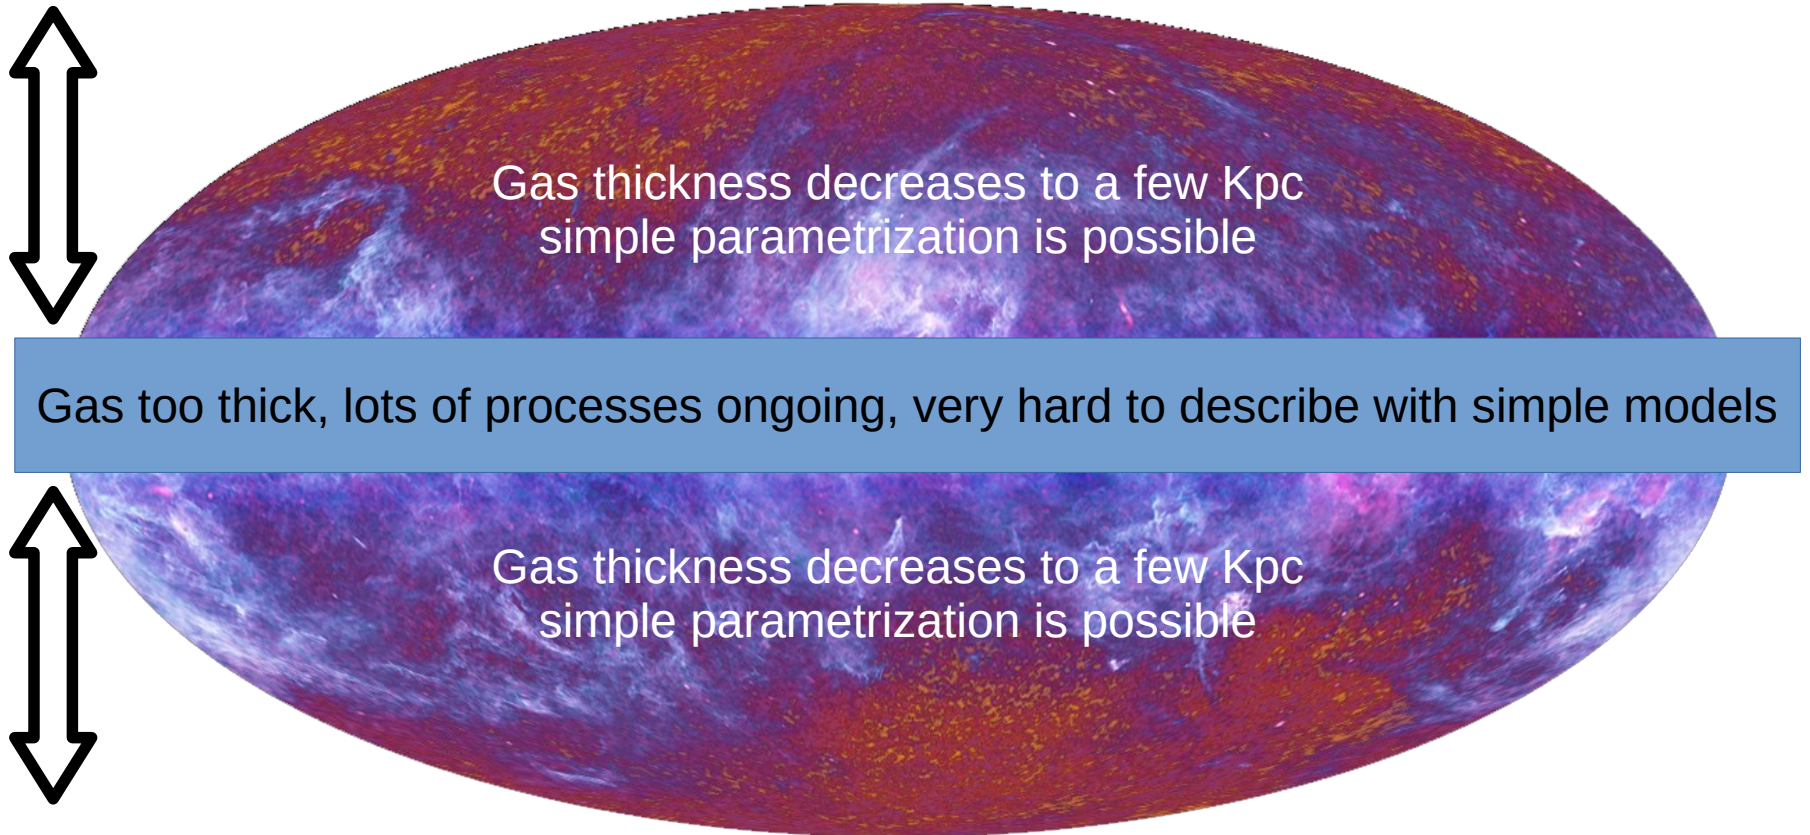 Gas thickness decreases to a few Kpc
simple parametrization is possible
Gas too thick, lots of processes ongoing, very hard to describe with simple models
Gas thickness decreases to a few Kpc
simple parametrization is possible